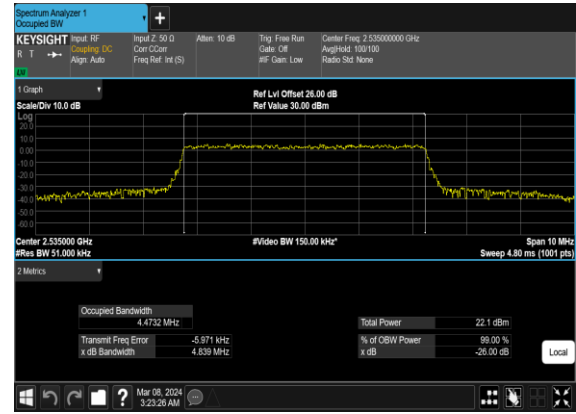 Spectrum Analyzer 1
Occupied BW
+
KEYSIGHT Input: RF Input Z: 50 Ω Atten: 10 dB Trig: Free Run Center Freq: 2.535000000 GHz
R T Coupling: DC Corr CCorr Gate: Off Avg|Hold: 100/100
Align: Auto Freq Ref: Int (S) #IF Gain: Low Radio Std: None
LU
1 Graph
Ref Lvl Offset 26.00 dB
Scale/Div 10.0 dB Ref Value 30.00 dBm
Log
20.0
10.0
0.00
-10.0
-20.0
-30.0
-40.0
-50.0
-60.0
Center 2.535000 GHz #Video BW 150.00 kHz* Span 10 MHz
#Res BW 51.000 kHz Sweep 4.80 ms (1001 pts)
2 Metrics
Occupied Bandwidth
4.4732 MHz Total Power 22.1 dBm
Transmit Freq Error -5.971 kHz % of OBW Power 99.00 %
x dB Bandwidth 4.839 MHz x dB -26.00 dB
Local
? Mar 08, 2024
3:23:26 AM